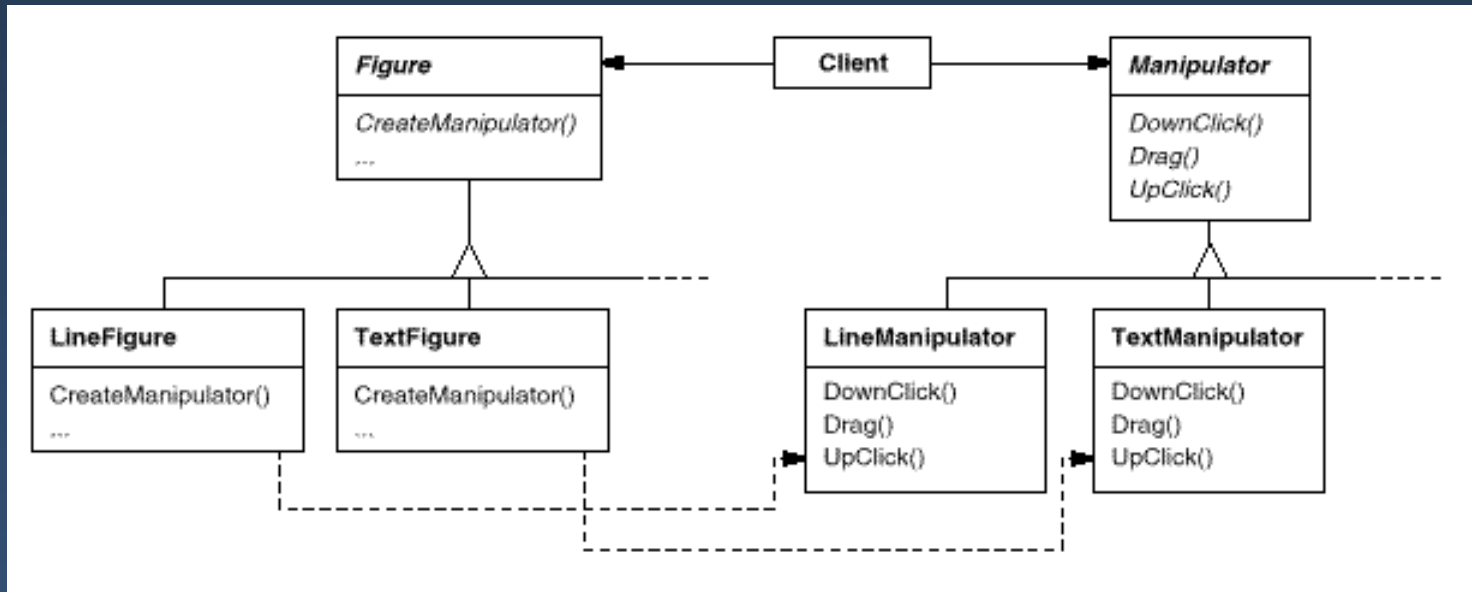 Figure
CreateManipulator()
...
Client
Manipulator
DownClick()
Drag()
UpClick()
LineFigure
CreateManipulator()
...
TextFigure
CreateManipulator()
...
LineManipulator
DownClick()
Drag()
UpClick()
TextManipulator
DownClick()
Drag()
UpClick()